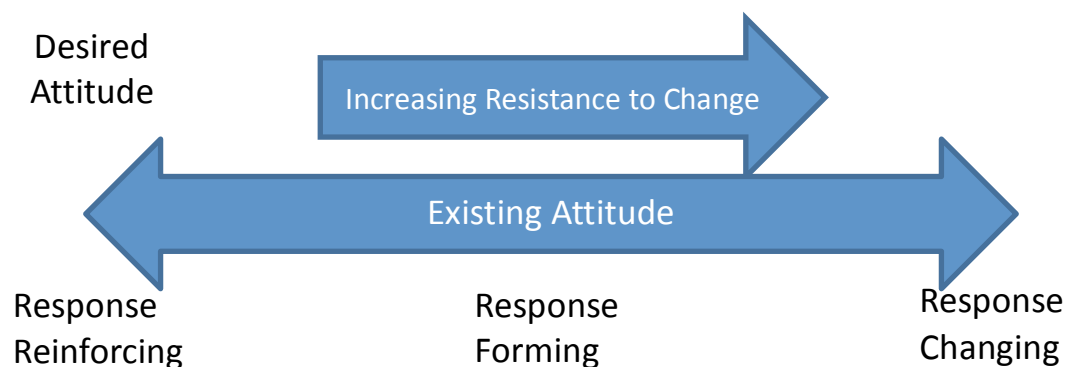 Desired
Attitude
Increasing Resistance to Change
Existing Attitude
Response
Reinforcing
Response
Forming
Response
Changing